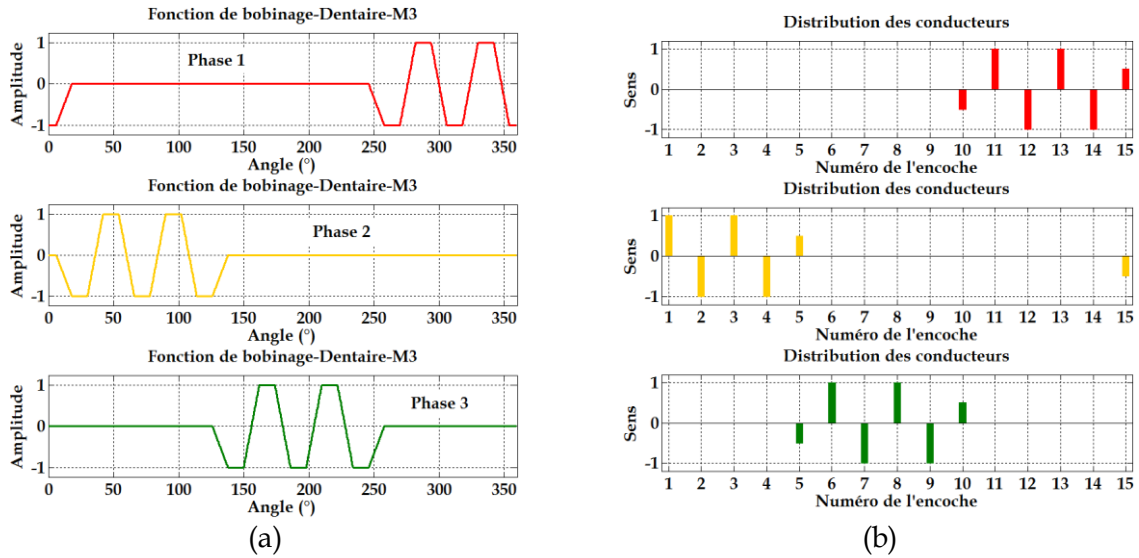 Fonction de bobinage-Dentaire-M3
Amplitude
1
0
-1
Phase 1
0 50 100 150 200 250 300 350
Angle (°)
Distribution des conducteurs
Sens
1
0
-1
1 2 3 4 5 6 7 8 9 10 11 12 13 14 15
Numéro de l'encoche
Fonction de bobinage-Dentaire-M3
Amplitude
1
0
-1
Phase 2
0 50 100 150 200 250 300 350
Angle (°)
Distribution des conducteurs
Sens
1
0
-1
1 2 3 4 5 6 7 8 9 10 11 12 13 14 15
Numéro de l'encoche
Fonction de bobinage-Dentaire-M3
Amplitude
1
0
-1
Phase 3
0 50 100 150 200 250 300 350
Angle (°)
Distribution des conducteurs
Sens
1
0
-1
1 2 3 4 5 6 7 8 9 10 11 12 13 14 15
Numéro de l'encoche
(a)
(b)